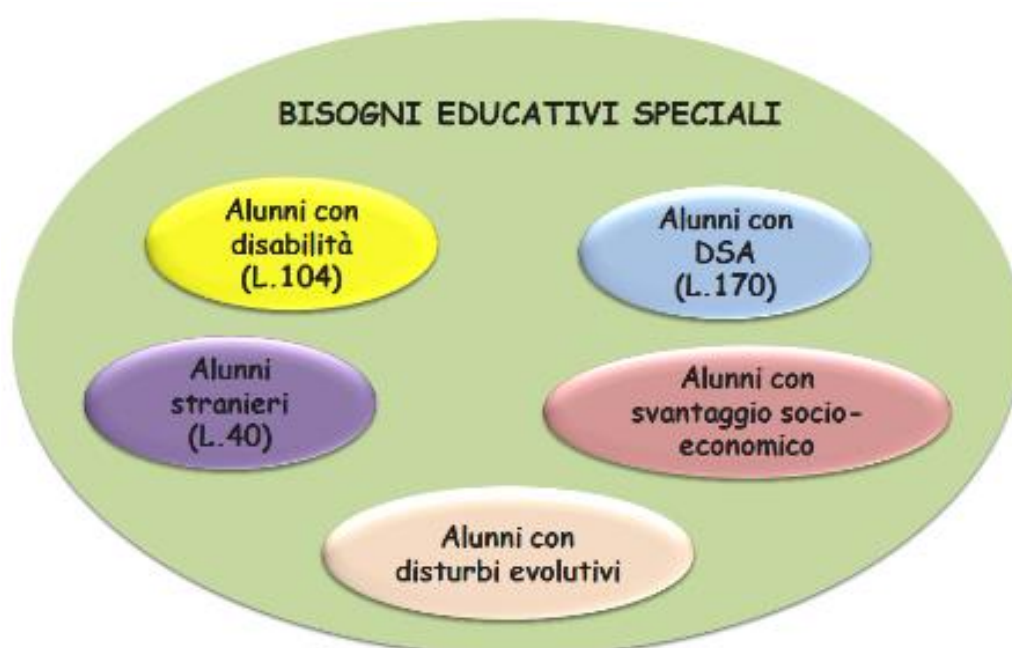 BISOGNI EDUCATIVI SPECIALI
Alunni con
disabilità
(L.104)
Alunni con
DSA
(L.170)
Alunni
stranieri
(L.40)
Alunni con
svantaggio socio-
economico
Alunni con
disturbi evolutivi